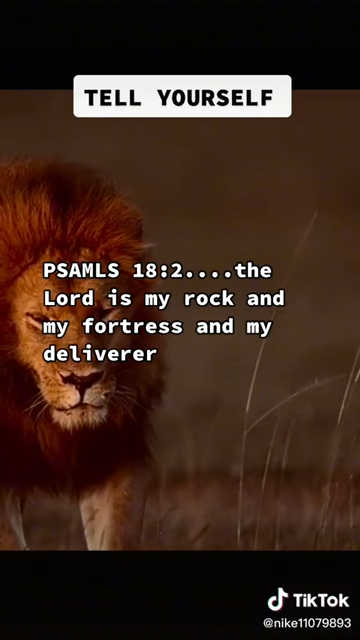 TELL YOURSELF
PSAMLS 18:2....the
Lord is my rock and
my fortress and my
deliverer
TikTok
@nike11079893